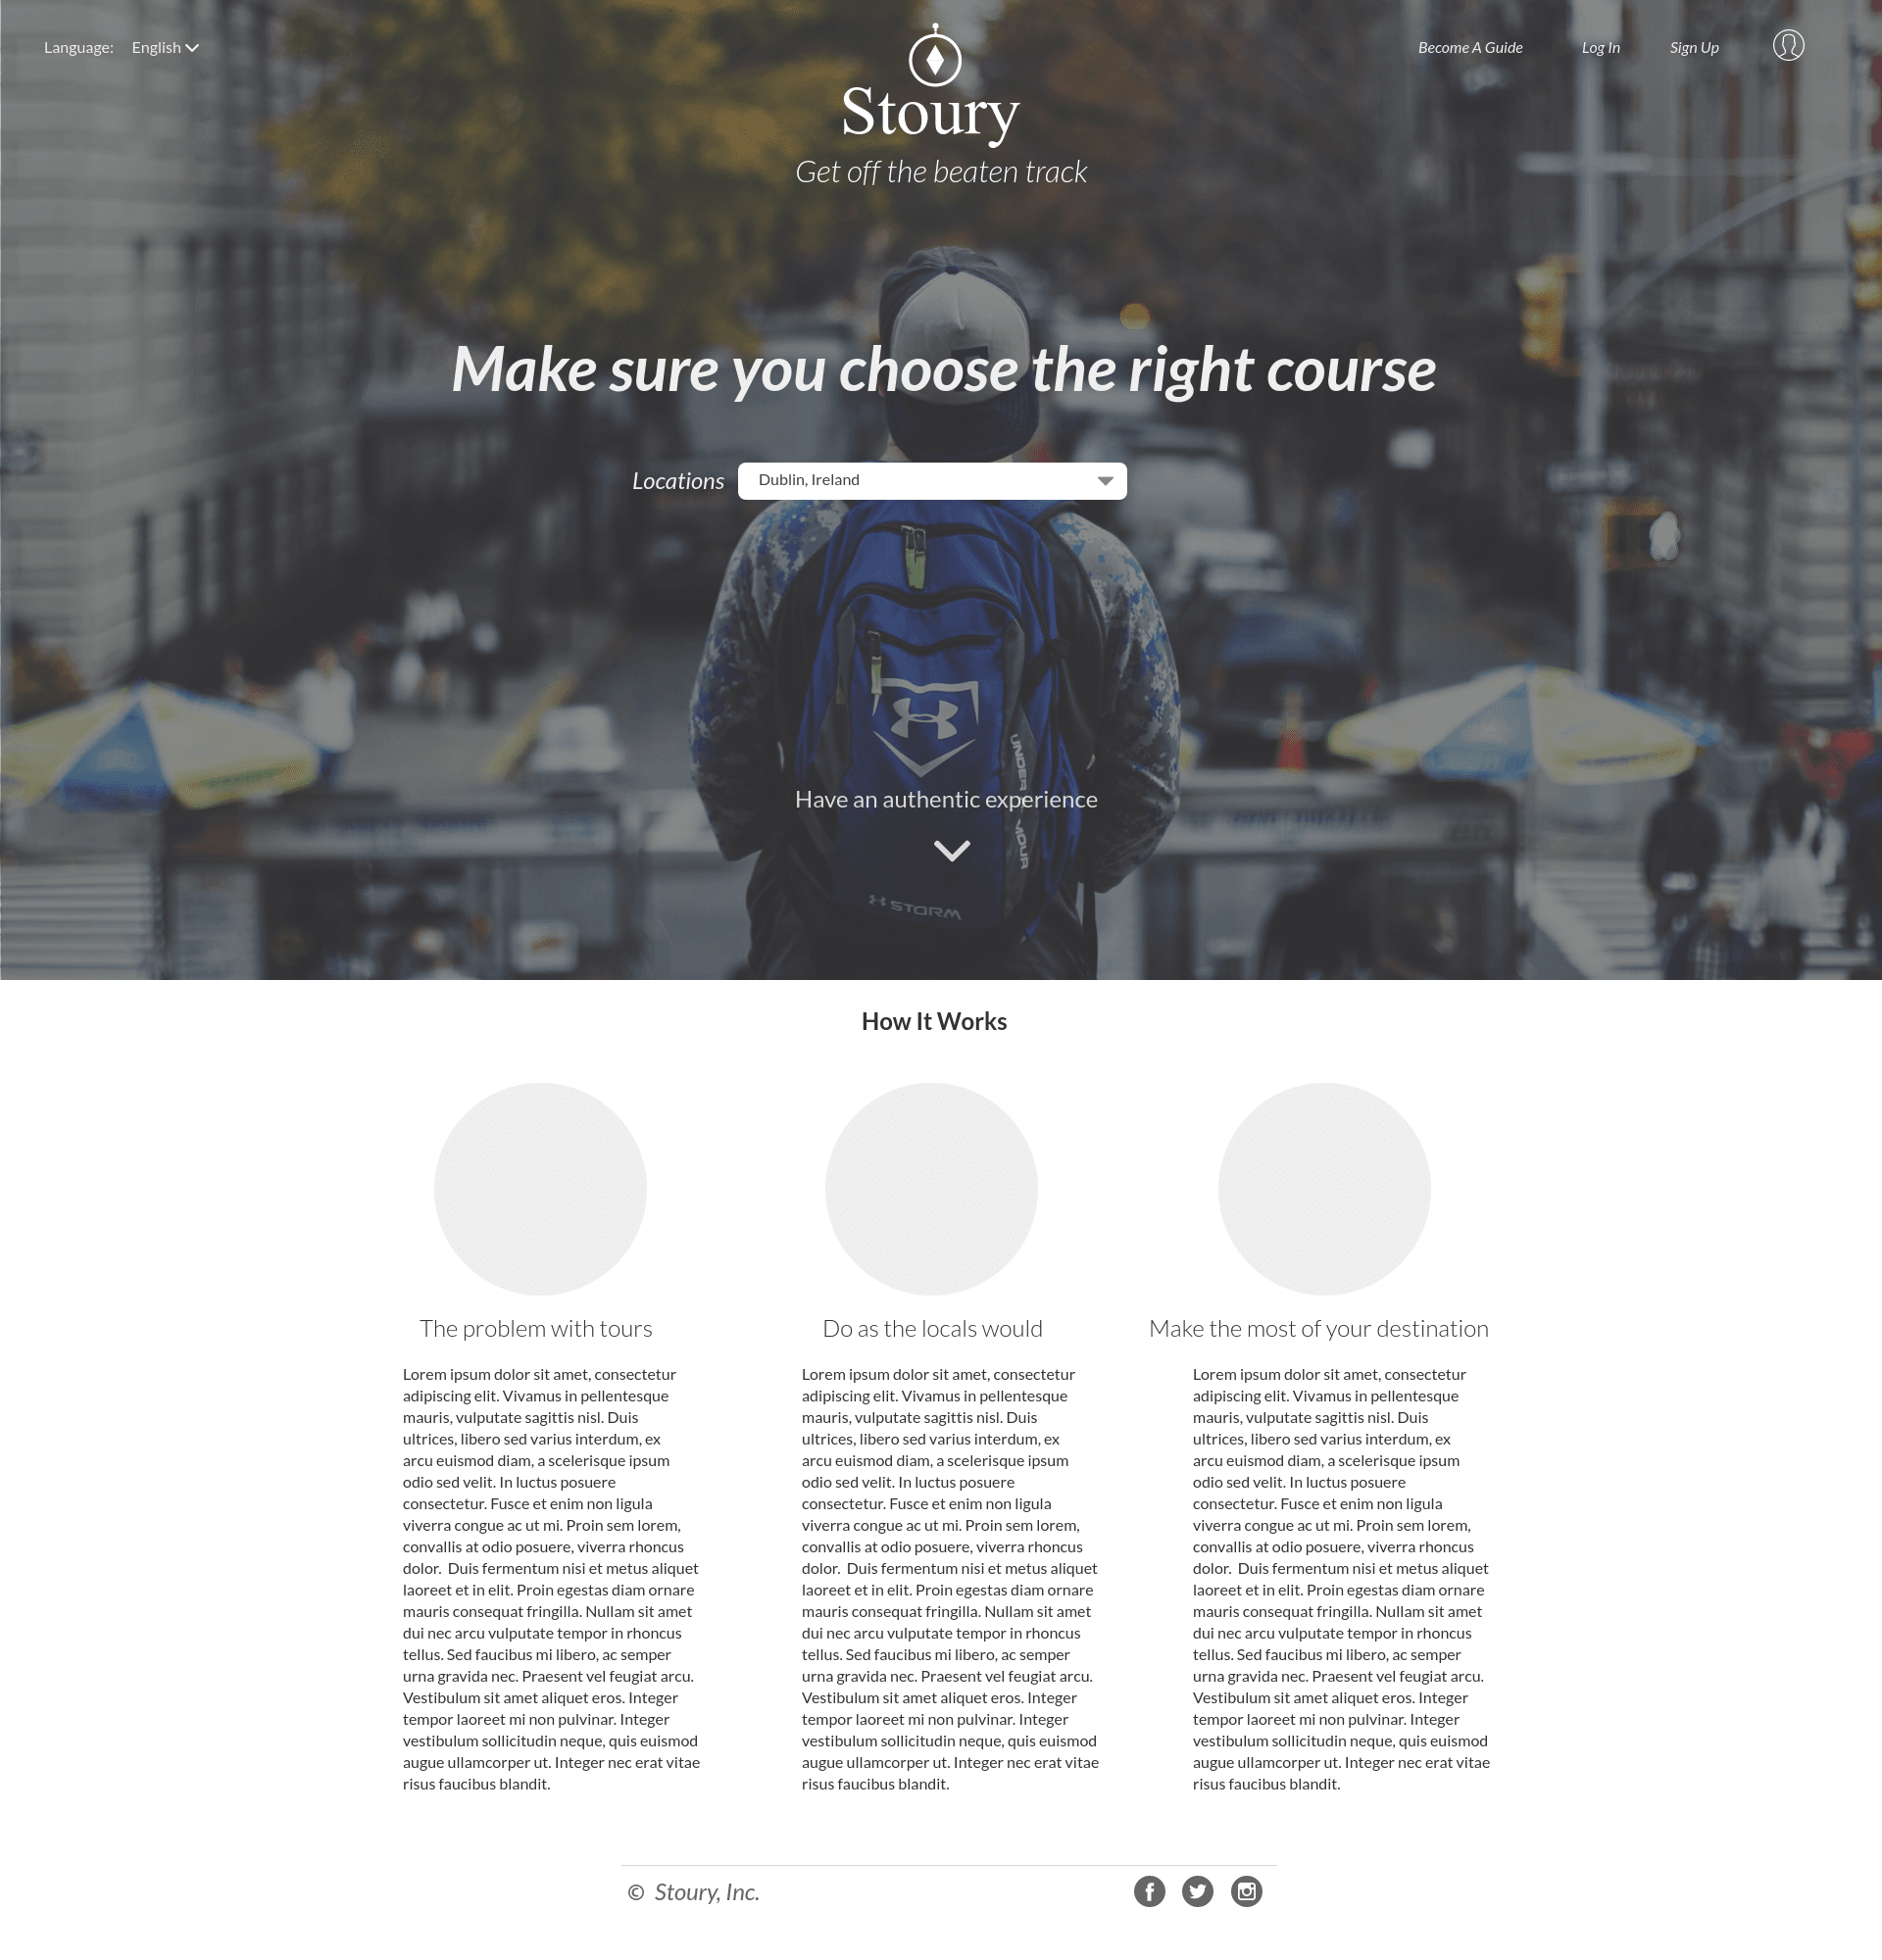 Language: English
Become A Guide Log In Sign Up
Stoury
Get off the beaten track
Make sure you choose the right course
Locations Dublin, Ireland
UNDER
Have an authentic experience
STORM
How It Works
The problem with tours
Lorem ipsum dolor sit amet, consectetur
adipiscing elit. Vivamus in pellentesque
mauris, vulputate sagittis nisl. Duis
ultrices, libero sed varius interdum, ex
arcu euismod diam, a scelerisque ipsum
odio sed velit. In luctus posuere
consectetur. Fusce et enim non ligula
viverra congue ac ut mi. Proin sem lorem,
convallis at odio posuere, viverra rhoncus
dolor.  Duis fermentum nisi et metus aliquet
laoreet et in elit. Proin egestas diam ornare
mauris consequat fringilla. Nullam sit amet
dui nec arcu vulputate tempor in rhoncus
tellus. Sed faucibus mi libero, ac semper
urna gravida nec. Praesent vel feugiat arcu.
Vestibulum sit amet aliquet eros. Integer
tempor laoreet mi non pulvinar. Integer
vestibulum sollicitudin neque, quis euismod
augue ullamcorper ut. Integer nec erat vitae
risus faucibus blandit.
Do as the locals would
Lorem ipsum dolor sit amet, consectetur
adipiscing elit. Vivamus in pellentesque
mauris, vulputate sagittis nisl. Duis
ultrices, libero sed varius interdum, ex
arcu euismod diam, a scelerisque ipsum
odio sed velit. In luctus posuere
consectetur. Fusce et enim non ligula
viverra congue ac ut mi. Proin sem lorem,
convallis at odio posuere, viverra rhoncus
dolor.  Duis fermentum nisi et metus aliquet
laoreet et in elit. Proin egestas diam ornare
mauris consequat fringilla. Nullam sit amet
dui nec arcu vulputate tempor in rhoncus
tellus. Sed faucibus mi libero, ac semper
urna gravida nec. Praesent vel feugiat arcu.
Vestibulum sit amet aliquet eros. Integer
tempor laoreet mi non pulvinar. Integer
vestibulum sollicitudin neque, quis euismod
augue ullamcorper ut. Integer nec erat vitae
risus faucibus blandit.
Make the most of your destination
Lorem ipsum dolor sit amet, consectetur
adipiscing elit. Vivamus in pellentesque
mauris, vulputate sagittis nisl. Duis
ultrices, libero sed varius interdum, ex
arcu euismod diam, a scelerisque ipsum
odio sed velit. In luctus posuere
consectetur. Fusce et enim non ligula
viverra congue ac ut mi. Proin sem lorem,
convallis at odio posuere, viverra rhoncus
dolor.  Duis fermentum nisi et metus aliquet
laoreet et in elit. Proin egestas diam ornare
mauris consequat fringilla. Nullam sit amet
dui nec arcu vulputate tempor in rhoncus
tellus. Sed faucibus mi libero, ac semper
urna gravida nec. Praesent vel feugiat arcu.
Vestibulum sit amet aliquet eros. Integer
tempor laoreet mi non pulvinar. Integer
vestibulum sollicitudin neque, quis euismod
augue ullamcorper ut. Integer nec erat vitae
risus faucibus blandit.
© Stoury, Inc.